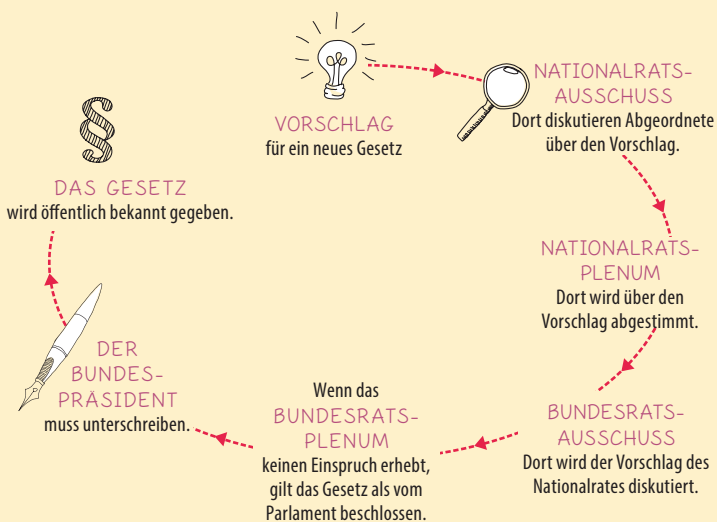 VORSCHLAG
für ein neues Gesetz
NATIONALRATS-
AUSSCHUSS
Dort diskutieren Abgeordnete
über den Vorschlag.
NATIONALRATS-
PLENUM
Dort wird über den
Vorschlag abgestimmt.
BUNDESRATS-
AUSSCHUSS
Dort wird der Vorschlag des
Nationalrates diskutiert.
Wenn das
BUNDESRATS-
PLENUM
keinen Einspruch erhebt,
gilt das Gesetz als vom
Parlament beschlossen.
DER
BUNDES-
PRÄSIDENT
muss unterschreiben.
§
DAS GESETZ
wird öffentlich bekannt gegeben.